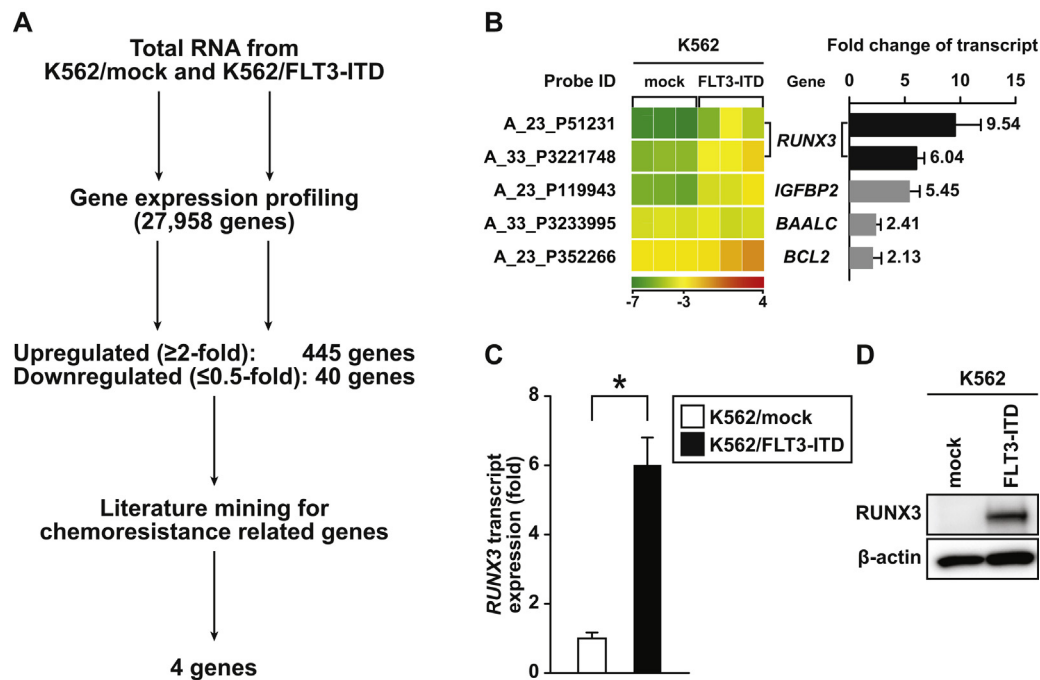 A
Total RNA from
K562/mock and K562/FLT3-ITD
Gene expression profiling
(27,958 genes)
Upregulated (≥2-fold): 445 genes
Downregulated (≤0.5-fold): 40 genes
Literature mining for
chemoresistance related genes
4 genes
B
K562
Fold change of transcript
Probe ID
mock
FLT3-ITD
Gene
0
5
10
15
A_23_P51231
A_33_P3221748
A_23_P119943
A_33_P3233995
A_23_P352266
RUNX3
IGFBP2
BAALC
BCL2
9.54
6.04
5.45
2.41
2.13
-7
-3
4
C
RUNX3 transcript
expression (fold)
8
6
4
2
0
*
K562/mock
K562/FLT3-ITD
D
K562
mock
FLT3-ITD
RUNX3
β-actin